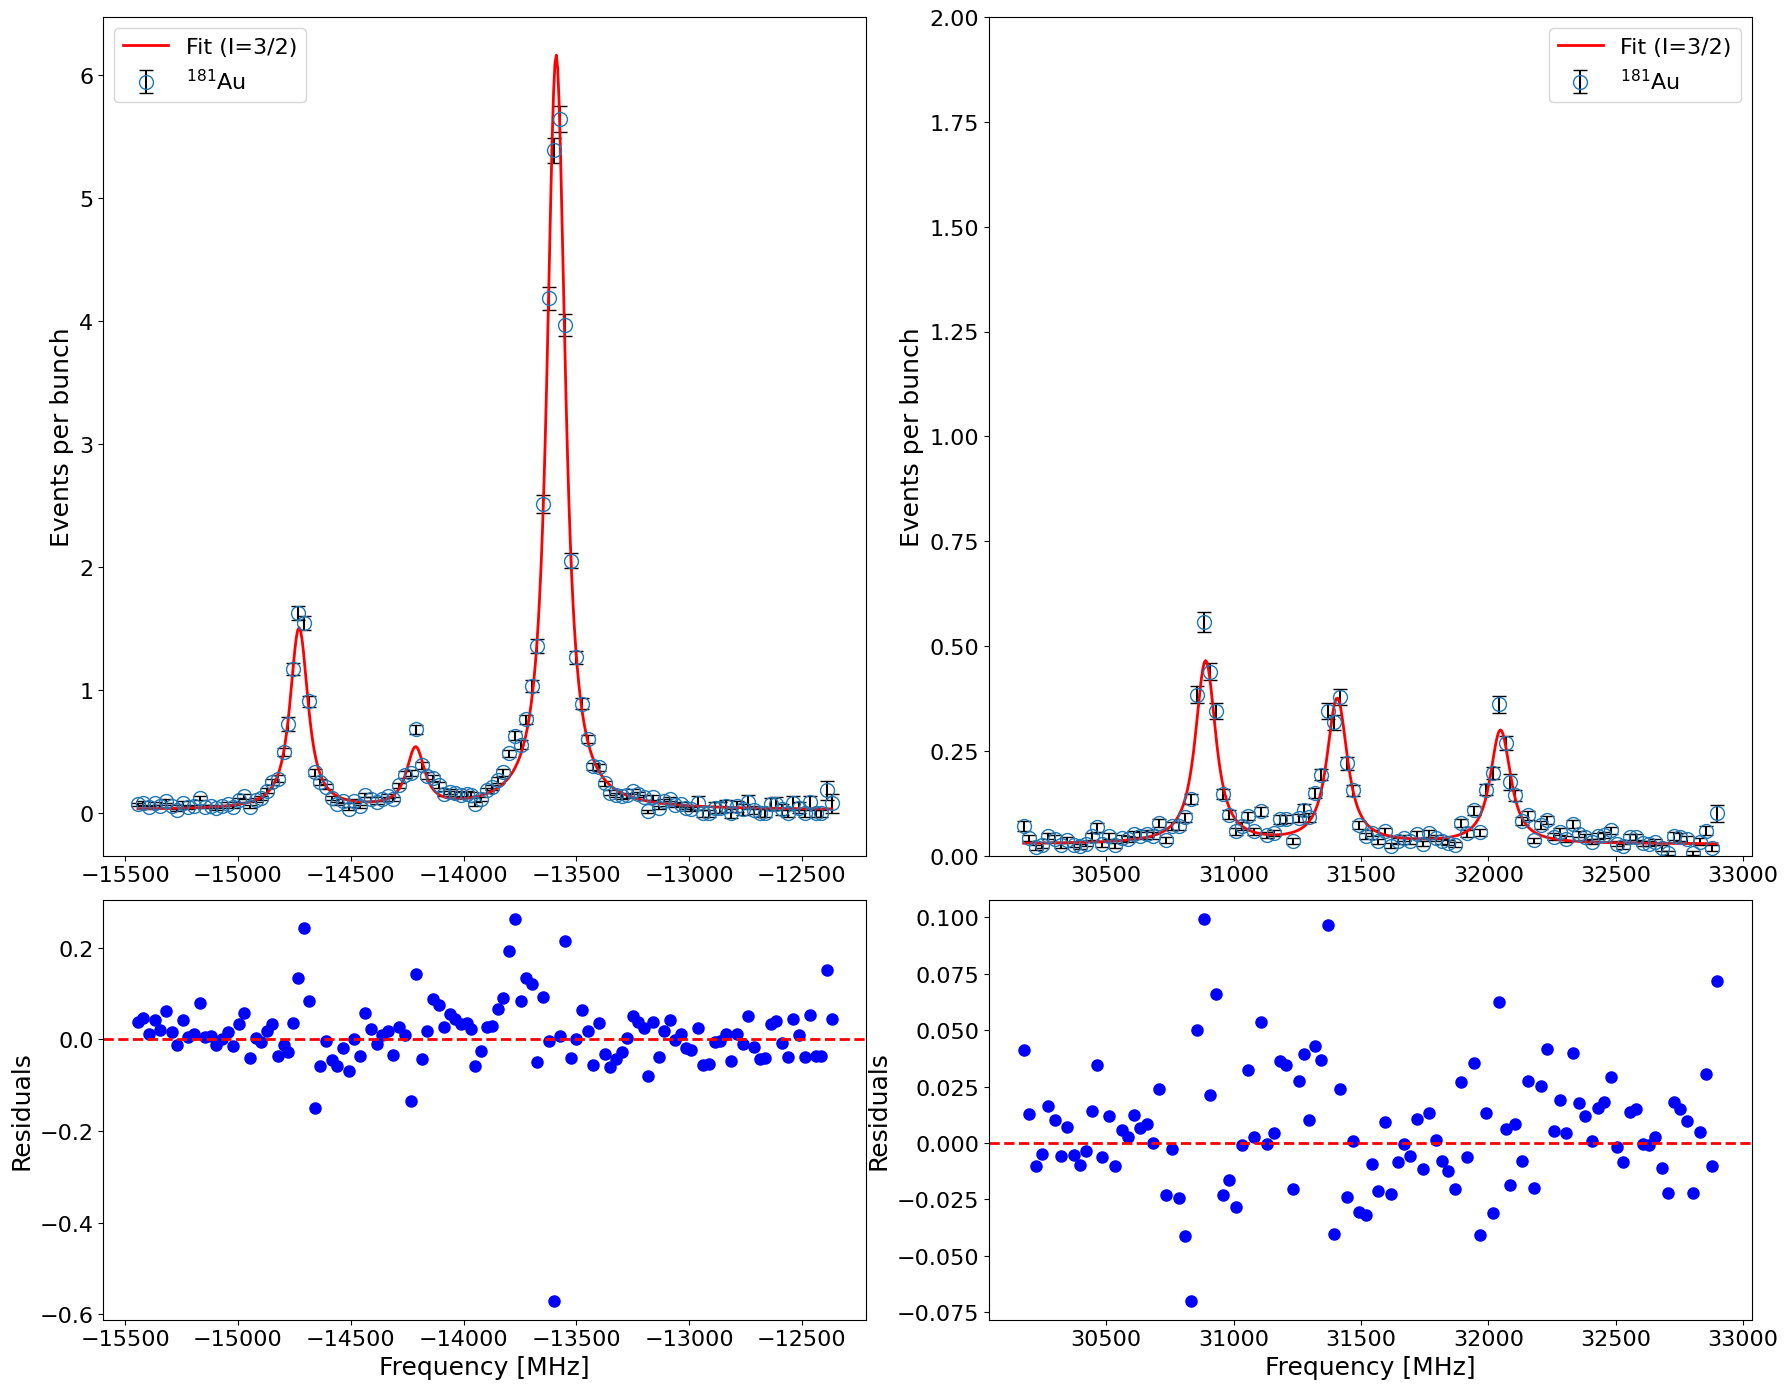 Fit (I=3/2)
¹⁸¹Au
6
5
4
3
2
1
0
Events per bunch
−15500 −15000 −14500 −14000 −13500 −13000 −12500
Fit (I=3/2)
¹⁸¹Au
2.00
1.75
1.50
1.25
1.00
0.75
0.50
0.25
0.00
Events per bunch
30500 31000 31500 32000 32500 33000
0.2
0.0
−0.2
−0.4
−0.6
Residuals
−15500 −15000 −14500 −14000 −13500 −13000 −12500
Frequency [MHz]
0.100
0.075
0.050
0.025
0.000
−0.025
−0.050
−0.075
Residuals
30500 31000 31500 32000 32500 33000
Frequency [MHz]